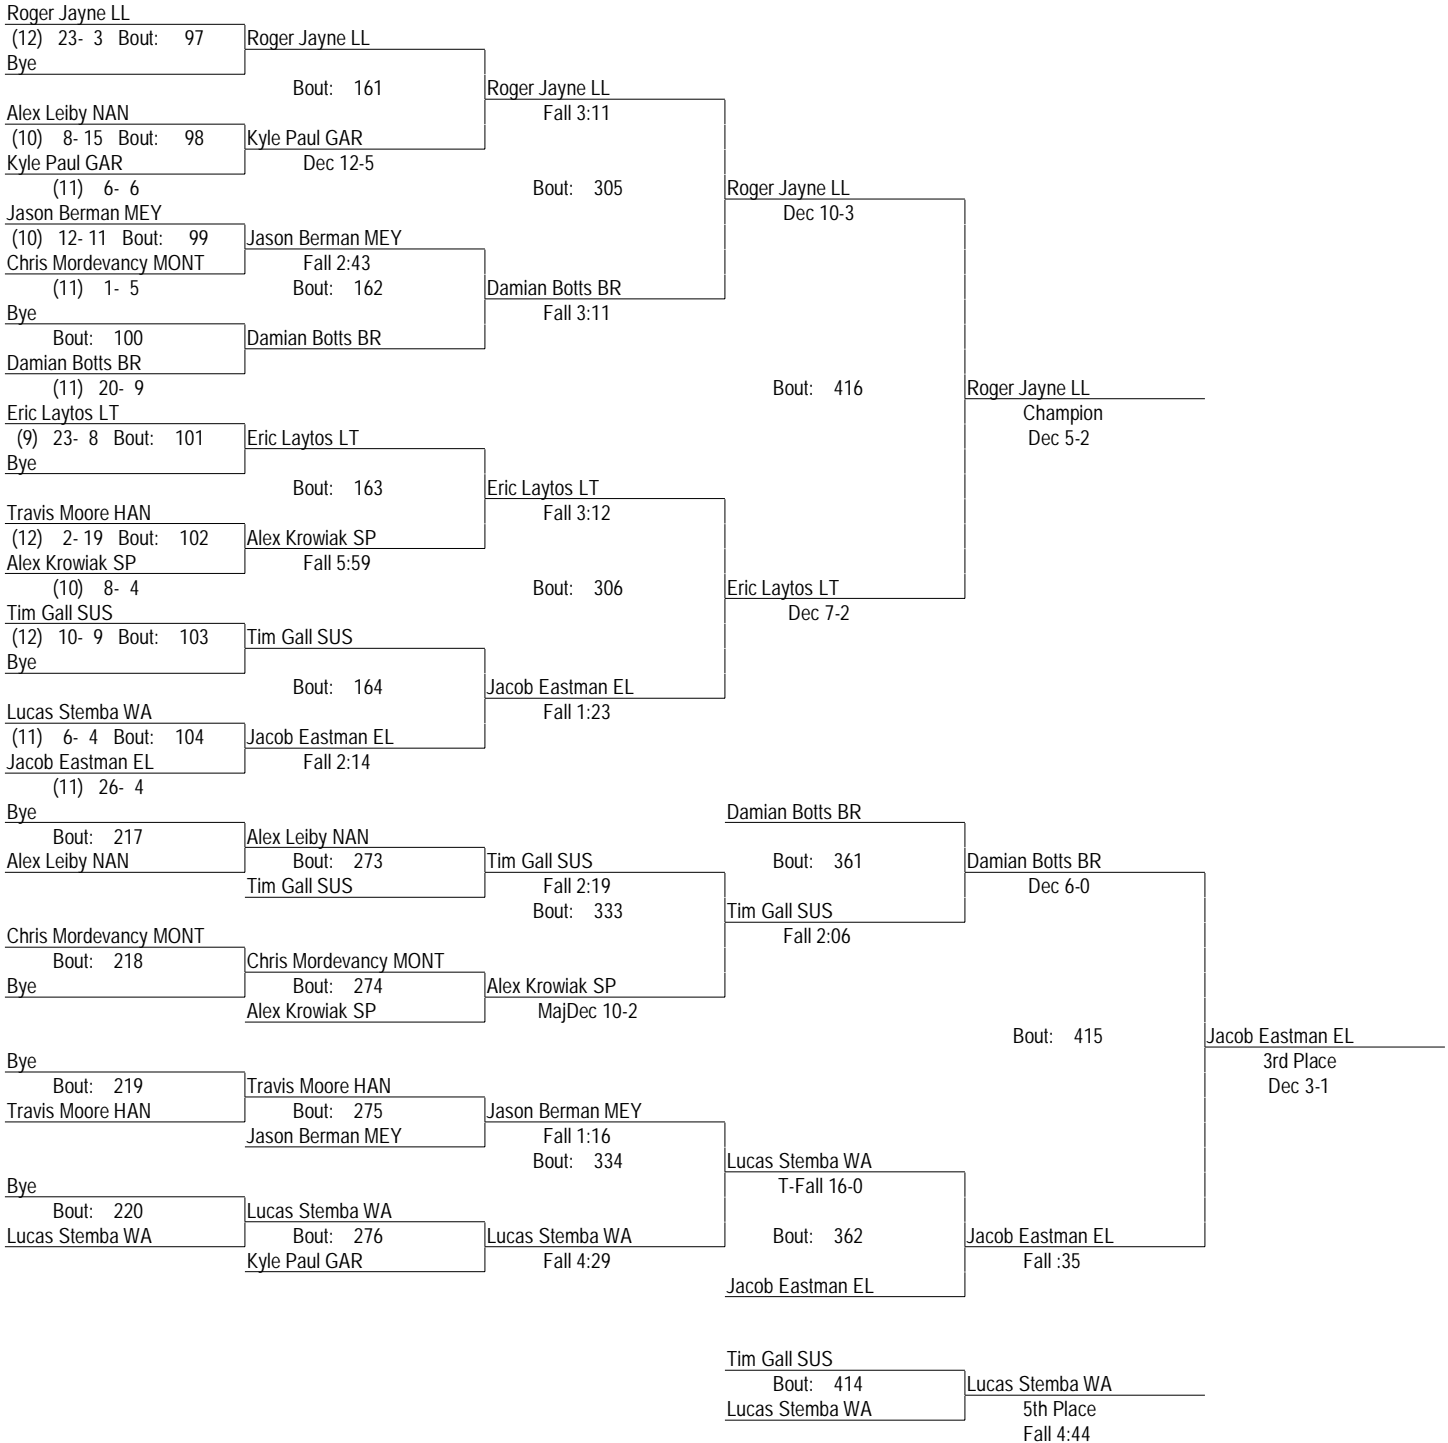 Roger Jayne LL
(12) 23- 3 Bout: 97 Roger Jayne LL
Bye
Bout: 161 Roger Jayne LL
Alex Leiby NAN Fall 3:11
(10) 8- 15 Bout: 98 Kyle Paul GAR
Kyle Paul GAR Dec 12-5
(11) 6- 6 Bout: 305 Roger Jayne LL
Jason Berman MEY Dec 10-3
(10) 12- 11 Bout: 99 Jason Berman MEY
Chris Mordevancy MONT Fall 2:43
(11) 1- 5 Bout: 162 Damian Botts BR
Bye Fall 3:11
Bout: 100 Damian Botts BR
Damian Botts BR
(11) 20- 9 Bout: 416 Roger Jayne LL
Eric Laytos LT Champion
(9) 23- 8 Bout: 101 Eric Laytos LT Dec 5-2
Bye
Bout: 163 Eric Laytos LT
Travis Moore HAN Fall 3:12
(12) 2- 19 Bout: 102 Alex Krowiak SP
Alex Krowiak SP Fall 5:59
(10) 8- 4 Bout: 306 Eric Laytos LT
Tim Gall SUS Dec 7-2
(12) 10- 9 Bout: 103 Tim Gall SUS
Bye
Bout: 164 Jacob Eastman EL
Lucas Stemba WA Fall 1:23
(11) 6- 4 Bout: 104 Jacob Eastman EL
Jacob Eastman EL Fall 2:14
(11) 26- 4
Bye Damian Botts BR
Bout: 217 Alex Leiby NAN
Alex Leiby NAN Bout: 273 Tim Gall SUS Bout: 361 Damian Botts BR
Tim Gall SUS Fall 2:19 Dec 6-0
Bout: 333 Tim Gall SUS
Chris Mordevancy MONT Fall 2:06
Bout: 218 Chris Mordevancy MONT
Bye Bout: 274 Alex Krowiak SP
Alex Krowiak SP MajDec 10-2
Bout: 415 Jacob Eastman EL
Bye 3rd Place
Bout: 219 Travis Moore HAN Dec 3-1
Travis Moore HAN Bout: 275 Jason Berman MEY
Jason Berman MEY Fall 1:16
Bout: 334 Lucas Stemba WA
Bye T-Fall 16-0
Bout: 220 Lucas Stemba WA
Lucas Stemba WA Bout: 276 Lucas Stemba WA Bout: 362 Jacob Eastman EL
Kyle Paul GAR Fall 4:29 Fall :35
Jacob Eastman EL
Tim Gall SUS
Bout: 414 Lucas Stemba WA
Lucas Stemba WA 5th Place
Fall 4:44